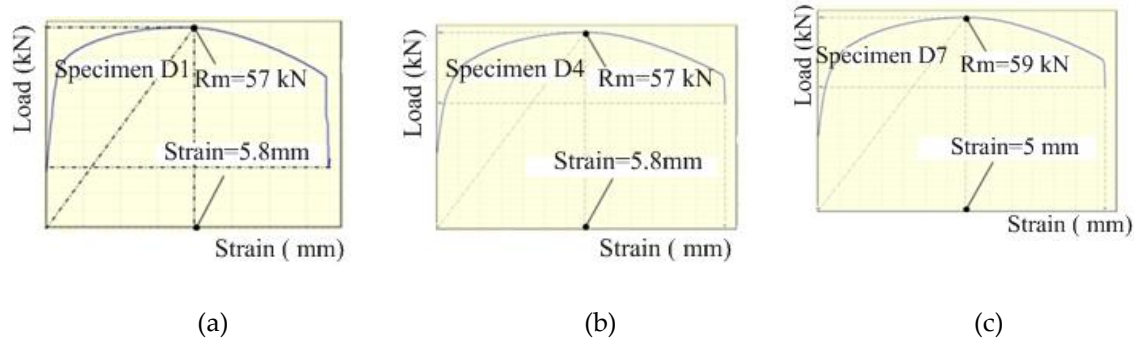 Load (kN)
Specimen D1
Rm=57 kN
Strain=5.8mm
Strain ( mm)
(a)
Load (kN)
Specimen D4
Rm=57 kN
Strain=5.8mm
Strain ( mm)
(b)
Load (kN)
Specimen D7
Rm=59 kN
Strain=5 mm
Strain ( mm)
(c)